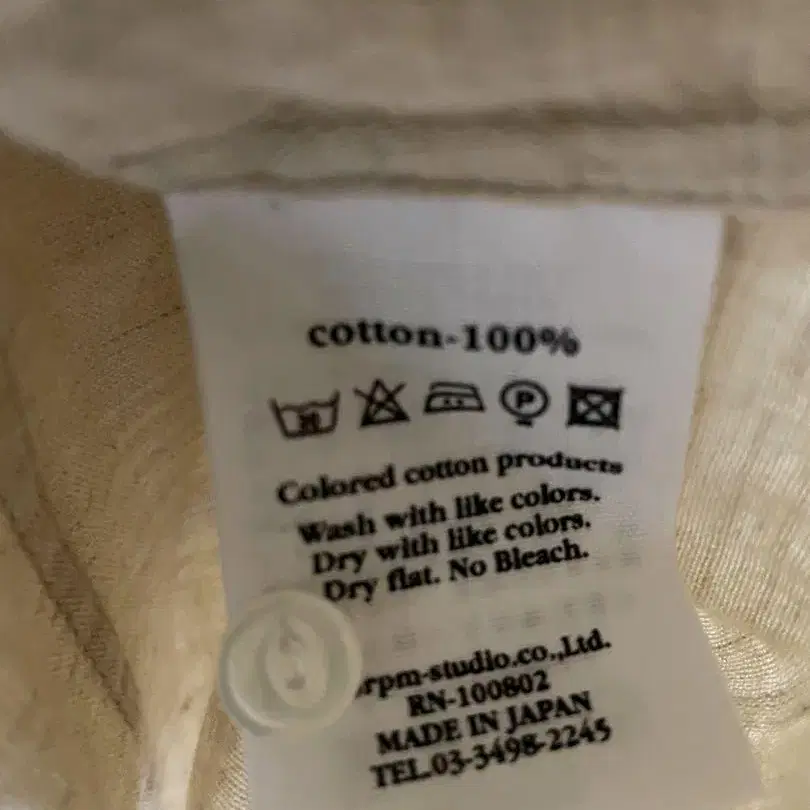 cotton-100%
P
Colored cotton products
Wash with like colors.
Dry with like colors.
Dry flat. No Bleach.
rpm-studio.co.,Ltd.
RN-100802
MADE IN JAPAN
TEL.03-3498-2245